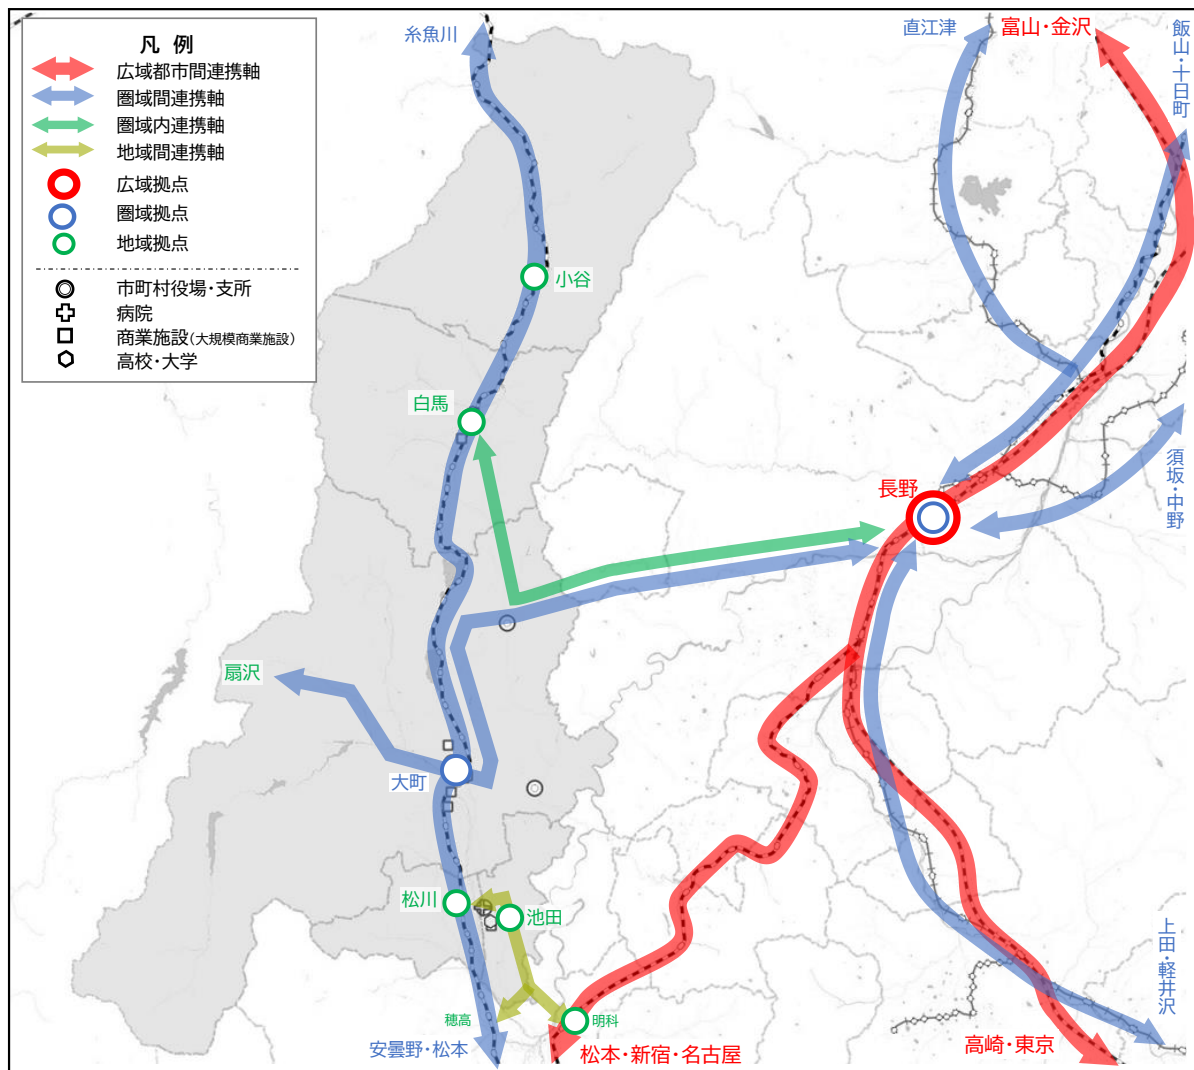 凡 例
広域都市間連携軸
圏域間連携軸
圏域内連携軸
地域間連携軸
広域拠点
圏域拠点
地域拠点
市町村役場・支所
病院
商業施設(大規模商業施設)
高校・大学
糸魚川
直江津
富山・金沢
飯山・十日町
小谷
白馬
須坂・中野
長野
扇沢
大町
松川
池田
穂高
明科
安曇野・松本
松本・新宿・名古屋
高崎・東京
上田・軽井沢